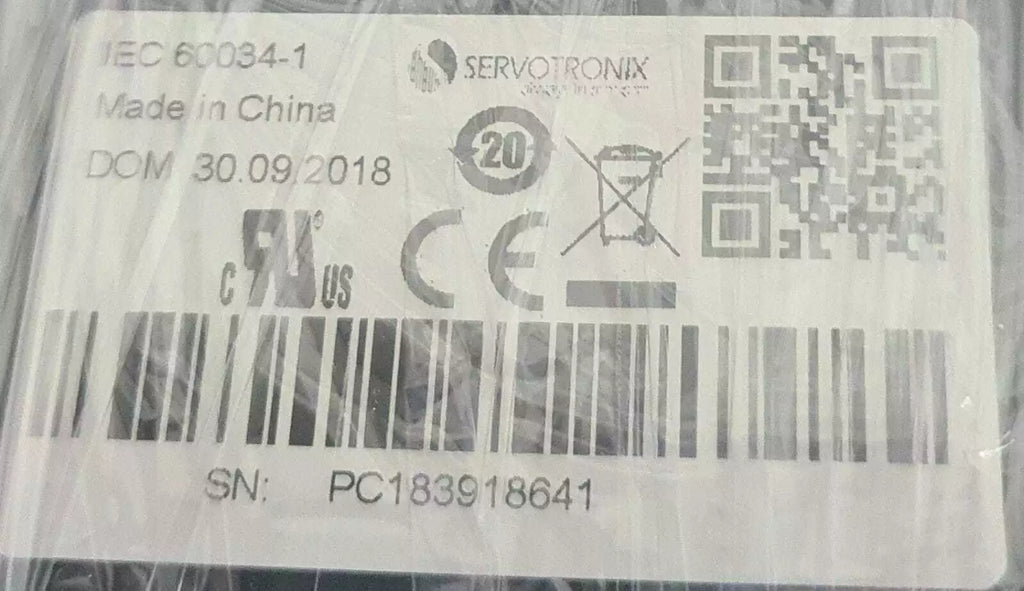 IEC 60034-1
SERVOTRONIX
Made in China
20
DOM 30.09.2018
C US
CE
SN: PC183918641